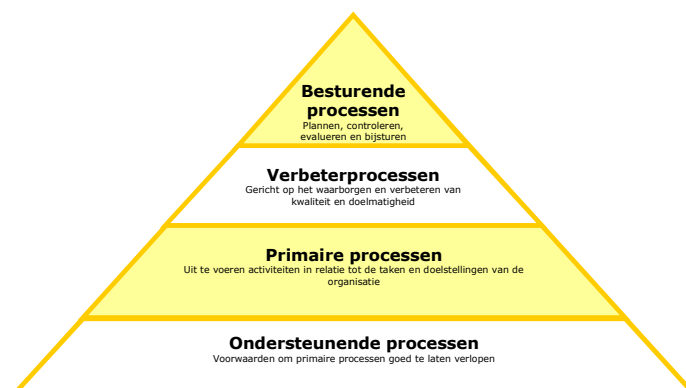 Besturende
processen
Plannen, controleren,
evalueren en bijsturen
Verbeterprocessen
Gericht op het waarborgen en verbeteren van
kwaliteit en doelmatigheid
Primaire processen
Uit te voeren activiteiten in relatie tot de taken en doelstellingen van de
organisatie
Ondersteunende processen
Voorwaarden om primaire processen goed te laten verlopen